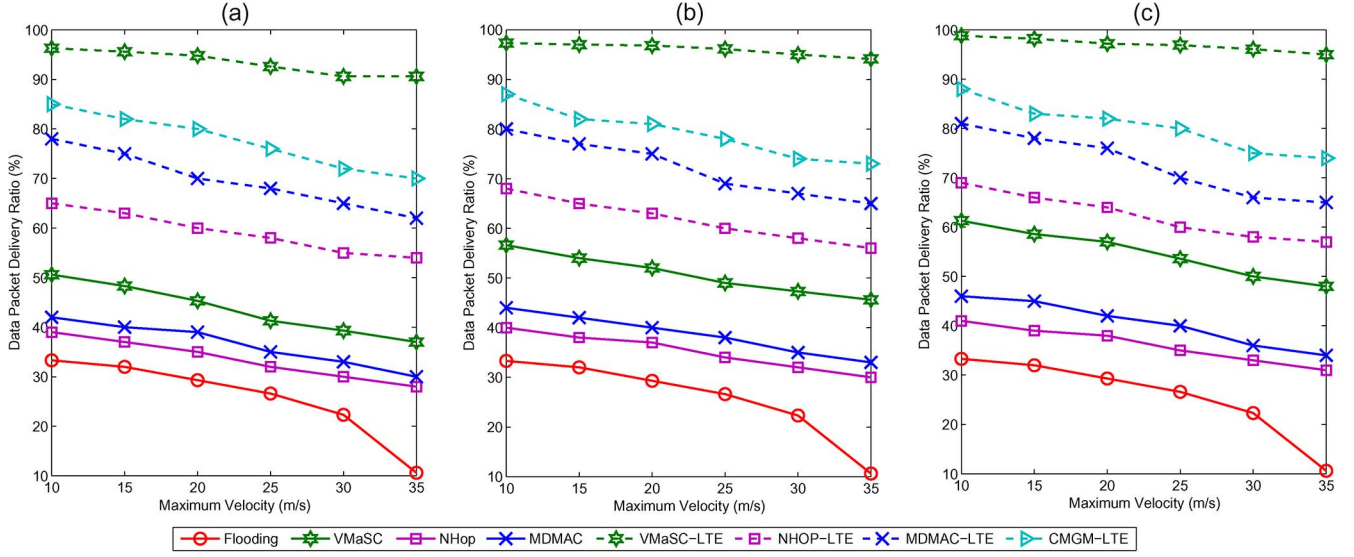 (a)
100
90
80
70
60
50
40
30
20
10
Data Packet Delivery Ratio (%)
10 15 20 25 30 35
Maximum Velocity (m/s)
(b)
100
90
80
70
60
50
40
30
20
10
Data Packet Delivery Ratio (%)
10 15 20 25 30 35
Maximum Velocity (m/s)
(c)
100
90
80
70
60
50
40
30
20
10
Data Packet Delivery Ratio (%)
10 15 20 25 30 35
Maximum Velocity (m/s)
Flooding VMaSC NHop MDMAC VMaSC-LTE NHOP-LTE MDMAC-LTE CMGM-LTE